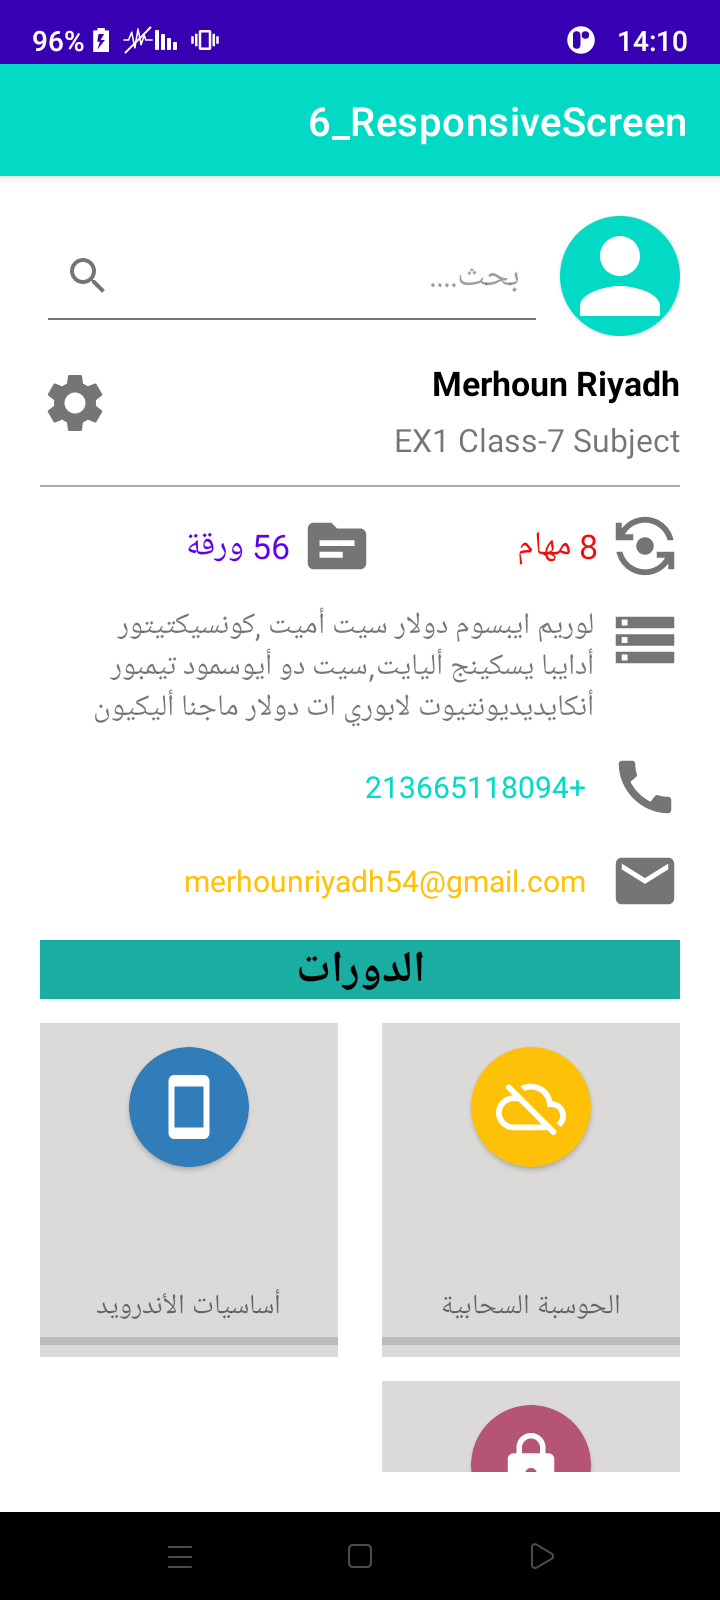 96%
14:10
6_ResponsiveScreen
بحث....
Merhoun Riyadh
EX1 Class-7 Subject
8 مهام
56 ورقة
لوريم ايبسوم دولار سيت أميت ,كونسيكتيتور
أدايبا يسكينج أليايت,سيت دو أيوسمود تيمبور
أنكايديديونتيوت لابوري ات دولار ماجنا أليكيون
213665118094+
merhounriyadh54@gmail.com
الدورات
الحوسبة السحابية
أساسيات الأندرويد